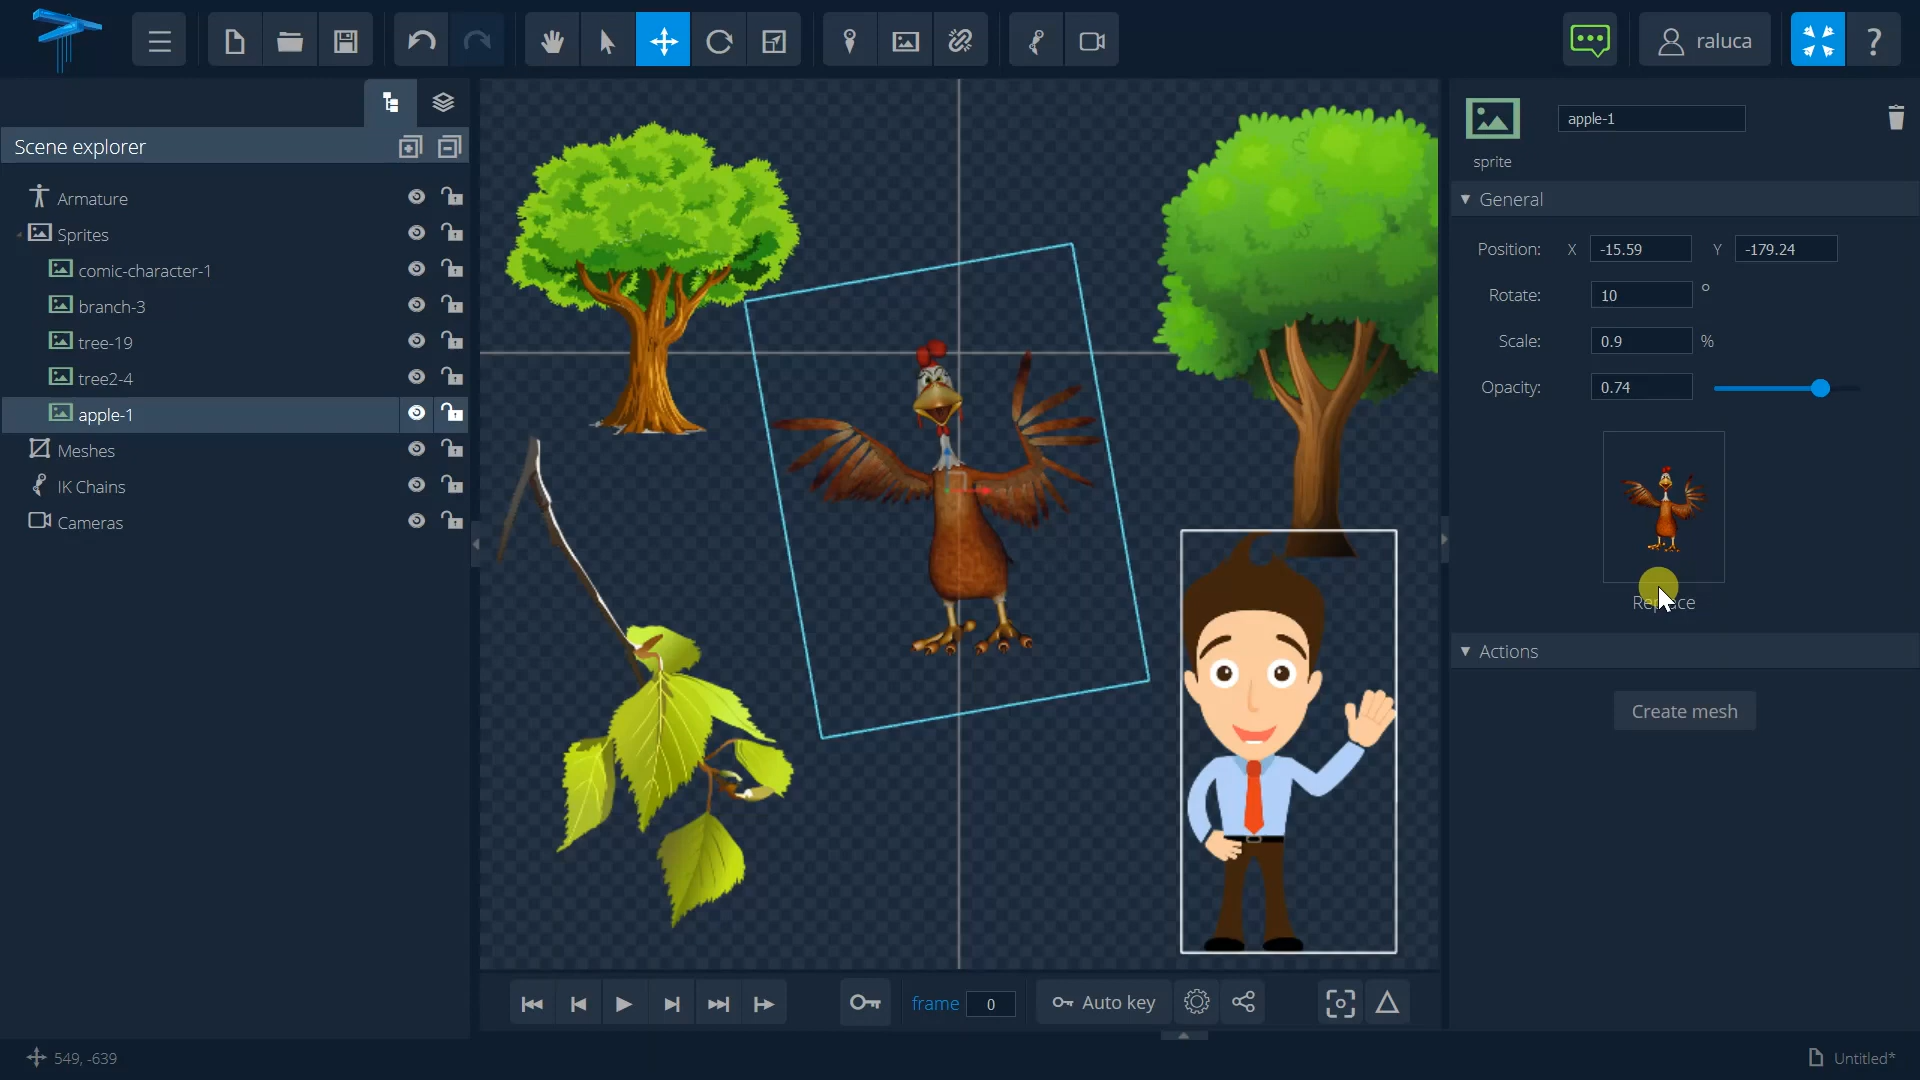 raluca
?
Scene explorer
Armature
Sprites
comic-character-1
branch-3
tree-19
tree2-4
apple-1
Meshes
IK Chains
Cameras
549, -639
frame 0
Auto key
apple-1
sprite
General
Position: X -15.59 Y -179.24
Rotate: 10 °
Scale: 0.9 %
Opacity: 0.74
Actions
Create mesh
Untitled*